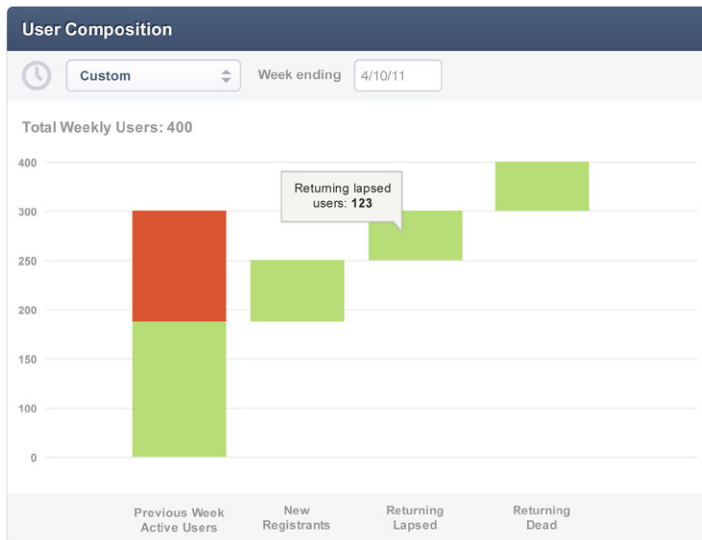 User Composition
Custom
Week ending
4/10/11
Total Weekly Users: 400
400
300
250
200
150
100
0
Returning lapsed
users: 123
Previous Week
Active Users
New
Registrants
Returning
Lapsed
Returning
Dead